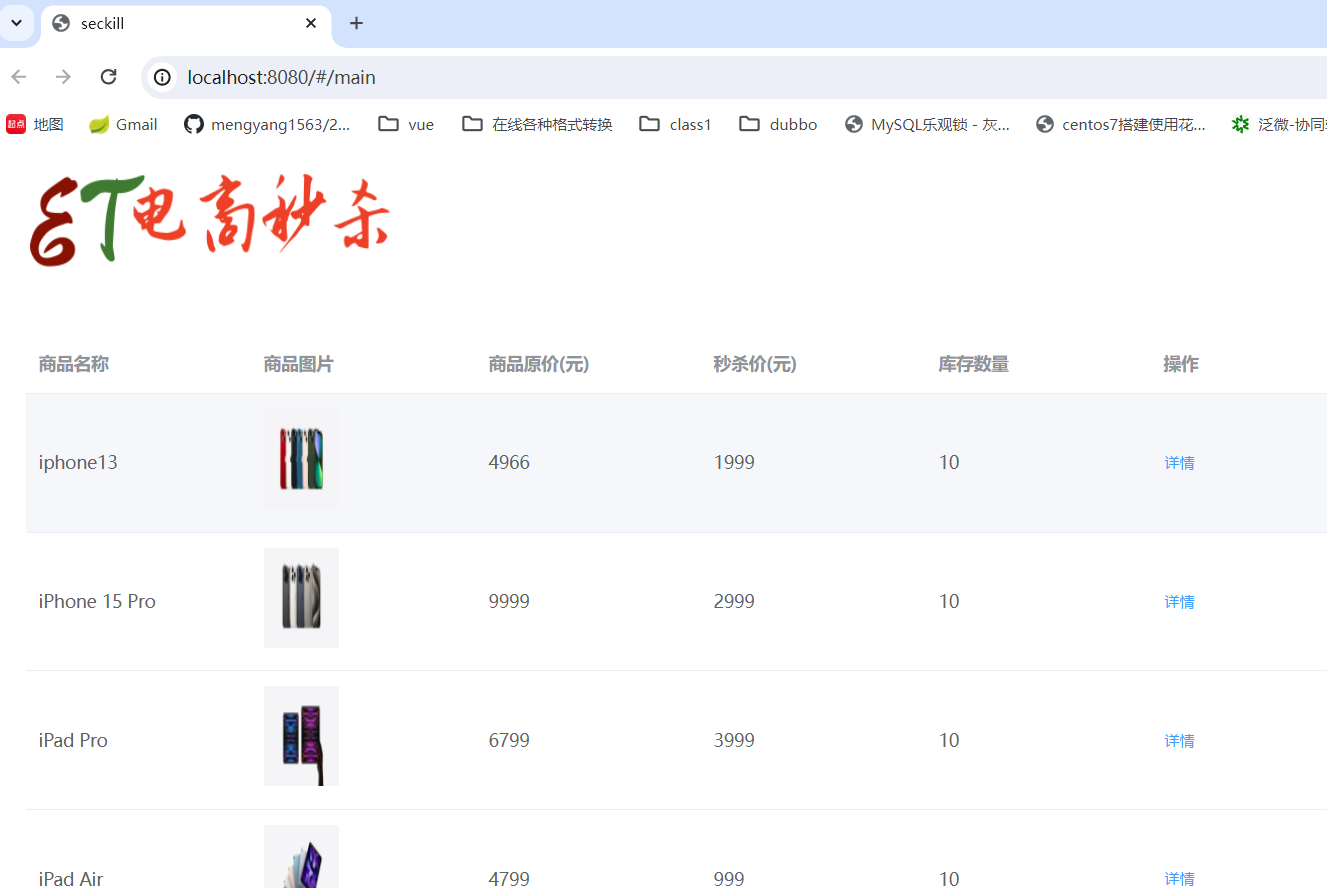 seckill
localhost:8080/#/main
起点 地图 Gmail mengyang1563/2... vue 在线各种格式转换 class1 dubbo MySQL乐观锁 - 灰... centos7搭建使用花... 泛微-协同
ET电商秒杀
商品名称 商品图片 商品原价(元) 秒杀价(元) 库存数量 操作
iphone13 4966 1999 10 详情
iPhone 15 Pro 9999 2999 10 详情
iPad Pro 6799 3999 10 详情
iPad Air 4799 999 10 详情